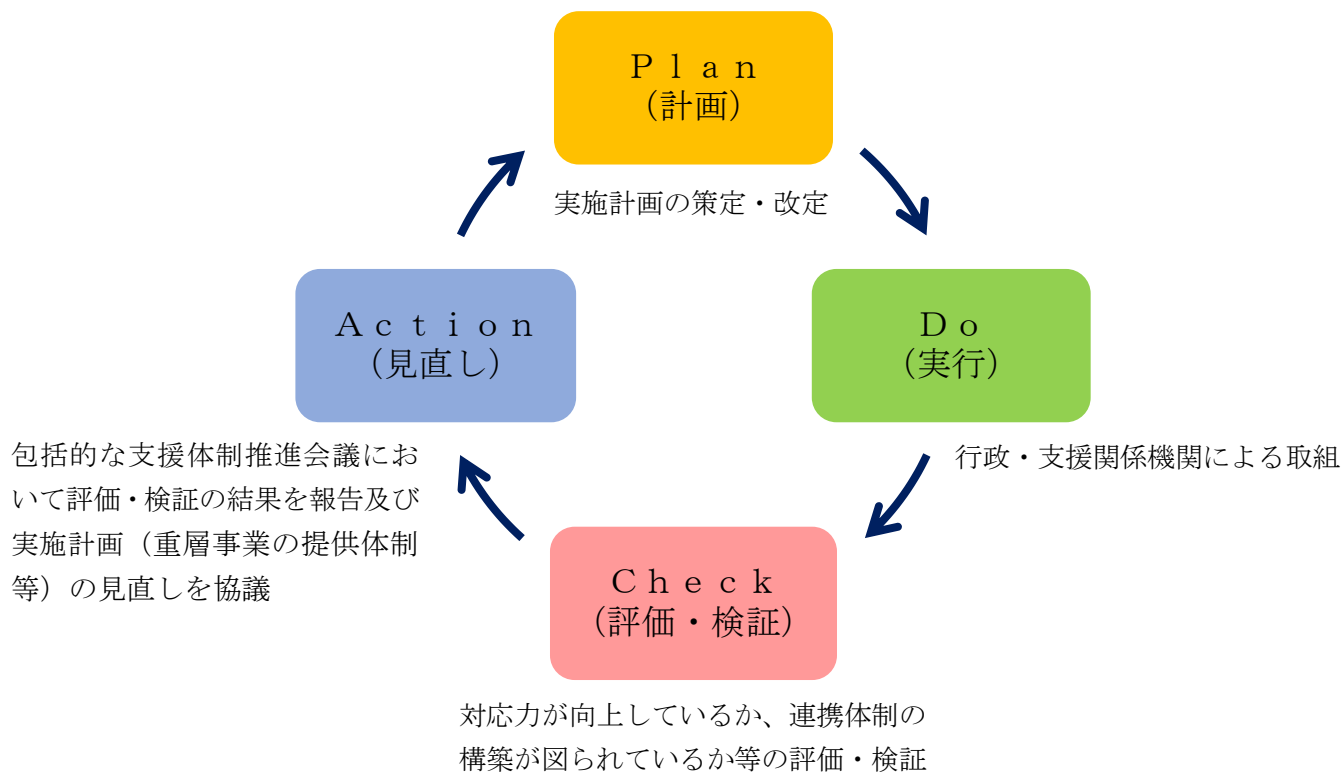 Ｐｌａｎ
（計画）
実施計画の策定・改定
Ｄｏ
（実行）
行政・支援関係機関による取組
Ｃｈｅｃｋ
（評価・検証）
対応力が向上しているか、連携体制の
構築が図られているか等の評価・検証
Ａｃｔｉｏｎ
（見直し）
包括的な支援体制推進会議にお
いて評価・検証の結果を報告及び
実施計画（重層事業の提供体制
等）の見直しを協議